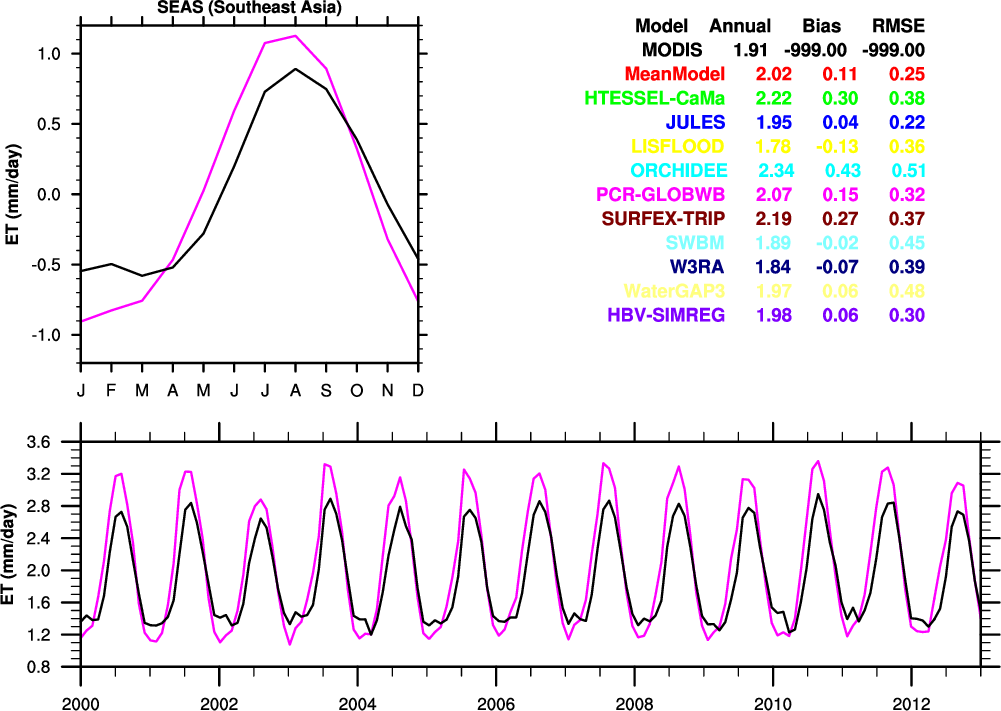 SEAS (Southeast Asia)
1.0
0.5
0.0
-0.5
-1.0
ET (mm/day)
J F M A M J J A S O N D
Model Annual Bias RMSE
MODIS 1.91 -999.00 -999.00
MeanModel 2.02 0.11 0.25
HTESSEL-CaMa 2.22 0.30 0.38
JULES 1.95 0.04 0.22
LISFLOOD 1.78 -0.13 0.36
ORCHIDEE 2.34 0.43 0.51
PCR-GLOBWB 2.07 0.15 0.32
SURFEX-TRIP 2.19 0.27 0.37
SWBM 1.89 -0.02 0.45
W3RA 1.84 -0.07 0.39
WaterGAP3 1.97 0.06 0.48
HBV-SIMREG 1.98 0.06 0.30
3.6
3.2
2.8
2.4
2.0
1.6
1.2
0.8
ET (mm/day)
2000 2002 2004 2006 2008 2010 2012